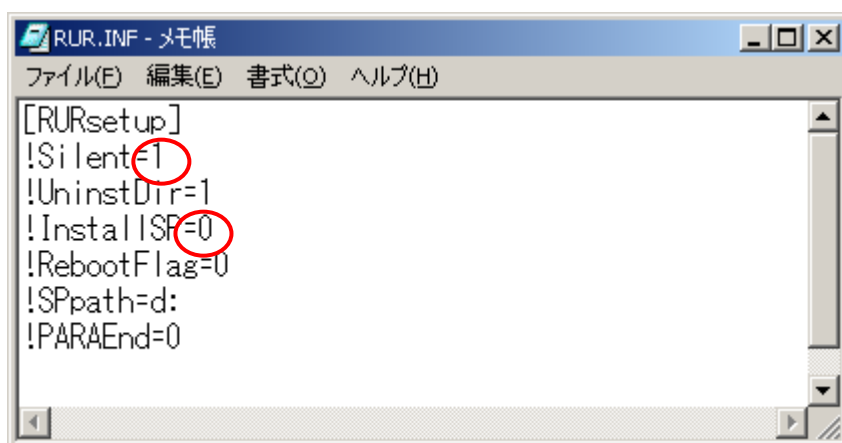 RUR.INF - メモ帳
ファイル(F) 編集(E) 書式(O) ヘルプ(H)
[RURsetup]
!Silent=1
!UninstDir=1
!InstallSP=0
!RebootFlag=0
!SPpath=d:
!PARAEnd=0